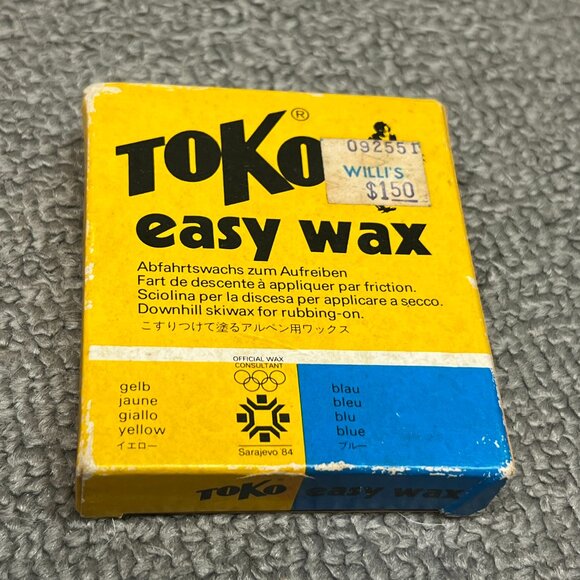 TOKO®
092551
WILLI'S
$1.50
easy wax
Abfahrtswachs zum Aufreiben
Fart de descente à appliquer par friction.
Sciolina per la discesa per applicare a secco.
Downhill skiwax for rubbing-on.
こすりつけて塗るアルペン用ワックス
OFFICIAL WAX
CONSULTANT
gelb
jaune
giallo
yellow
イエロー
Sarajevo '84
blau
bleu
blu
blue
ブルー
TOKO easy wax